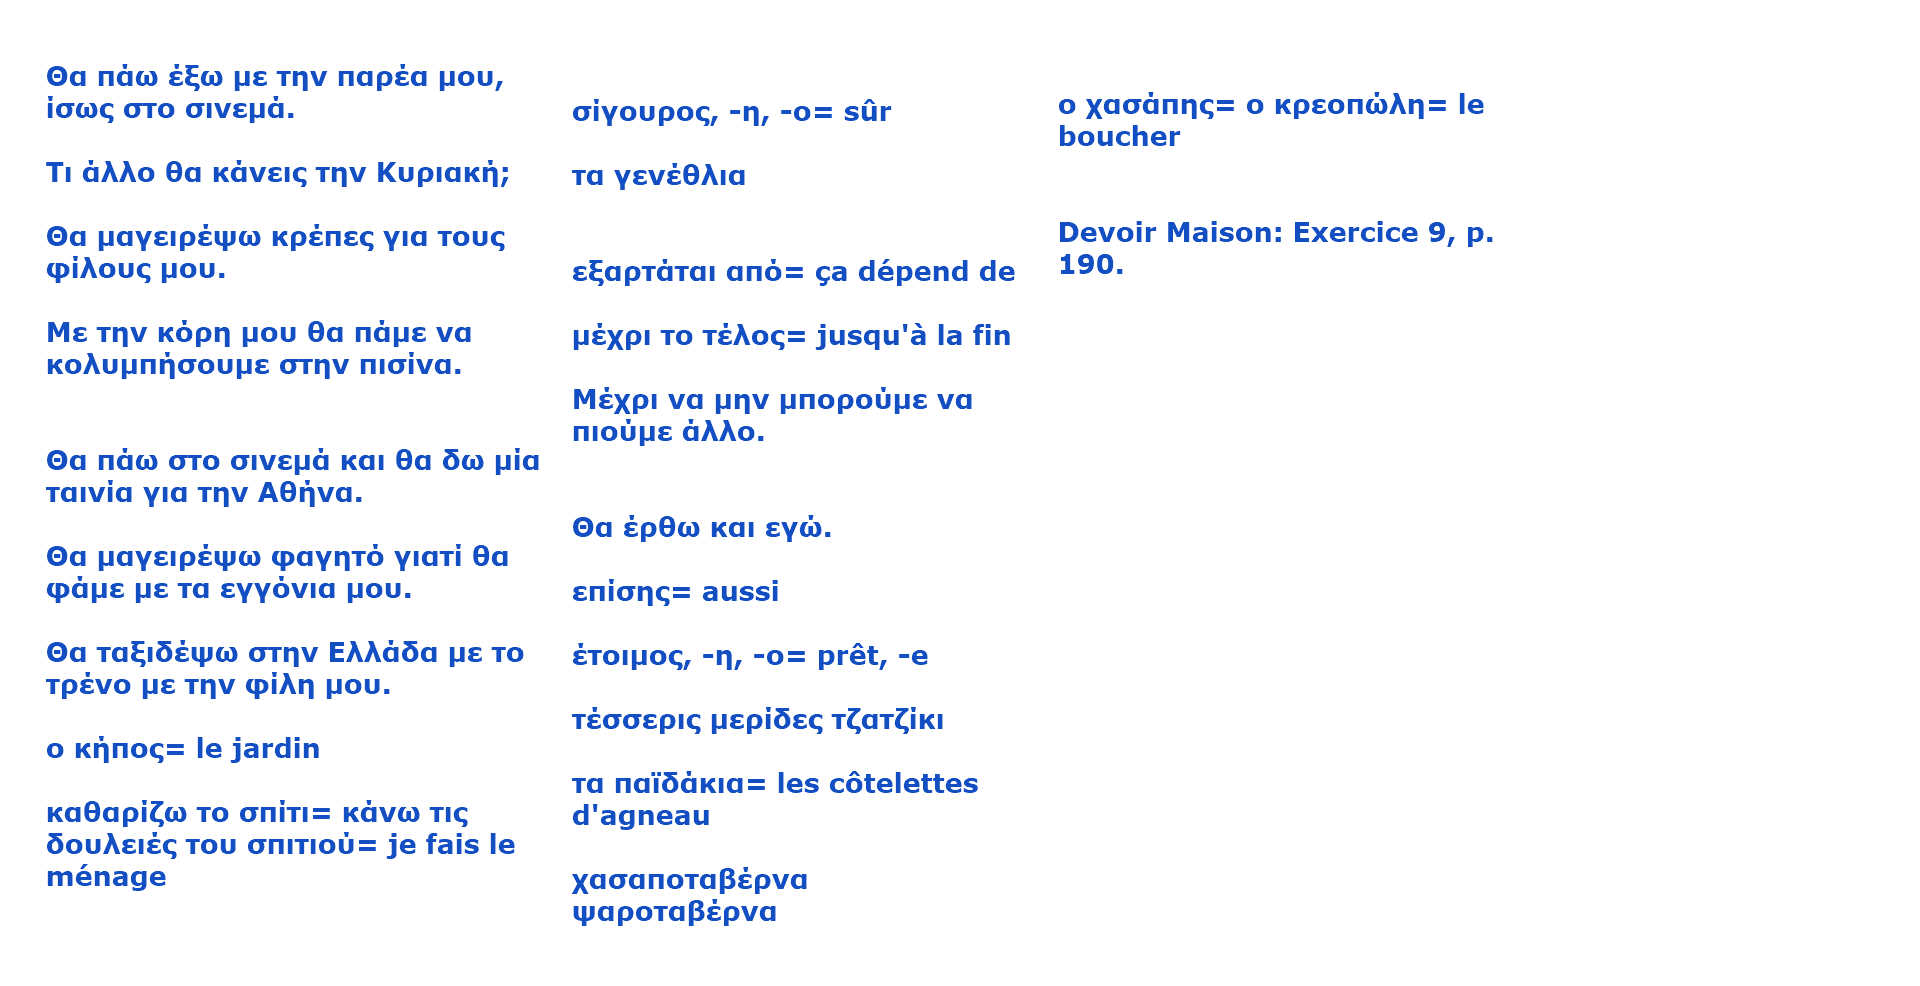 Θα πάω έξω με την παρέα μου,
ίσως στο σινεμά.
Τι άλλο θα κάνεις την Κυριακή;
Θα μαγειρέψω κρέπες για τους
φίλους μου.
Με την κόρη μου θα πάμε να
κολυμπήσουμε στην πισίνα.
Θα πάω στο σινεμά και θα δω μία
ταινία για την Αθήνα.
Θα μαγειρέψω φαγητό γιατί θα
φάμε με τα εγγόνια μου.
Θα ταξιδέψω στην Ελλάδα με το
τρένο με την φίλη μου.
ο κήπος= le jardin
καθαρίζω το σπίτι= κάνω τις
δουλειές του σπιτιού= je fais le
ménage
σίγουρος, -η, -ο= sûr
τα γενέθλια
εξαρτάται από= ça dépend de
μέχρι το τέλος= jusqu'à la fin
Μέχρι να μην μπορούμε να
πιούμε άλλο.
Θα έρθω και εγώ.
επίσης= aussi
έτοιμος, -η, -ο= prêt, -e
τέσσερις μερίδες τζατζίκι
τα παϊδάκια= les côtelettes
d'agneau
χασαποταβέρνα
ψαροταβέρνα
ο χασάπης= ο κρεοπώλη= le
boucher
Devoir Maison: Exercice 9, p.
190.